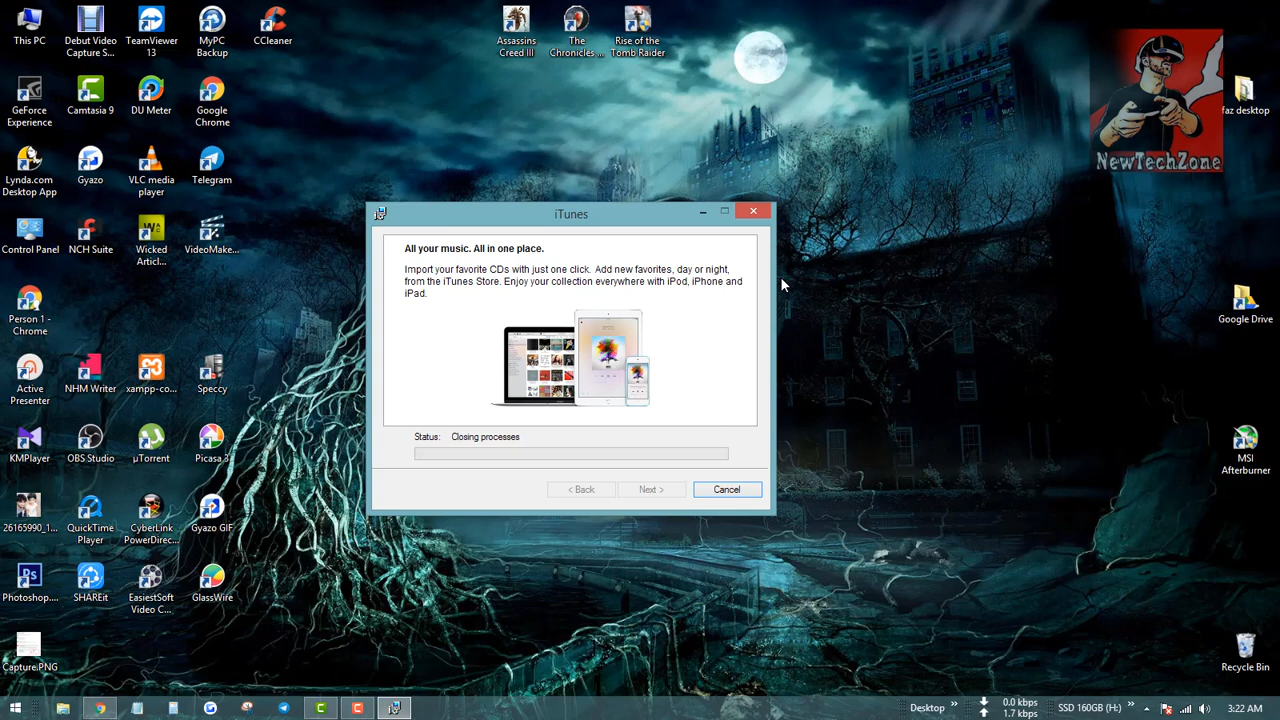 This PC
Debut Video
Capture S...
TeamViewer
13
MyPC
Backup
CCleaner
Assassins
Creed III
The
Chronicles ...
Rise of the
Tomb Raider
GeForce
Experience
Camtasia 9
DU Meter
Google
Chrome
faz desktop
NewTechZone
Lynda.com
Desktop App
Gyazo
VLC media
player
Telegram
Control Panel
NCH Suite
Wicked
Articl...
VideoMake...
iTunes
All your music. All in one place.
Import your favorite CDs with just one click. Add new favorites, day or night,
from the iTunes Store. Enjoy your collection everywhere with iPod, iPhone and
iPad.
Person 1 -
Chrome
Google Drive
Active
Presenter
NHM Writer
xampp-co...
Speccy
Status: Closing processes
KMPlayer
OBS Studio
µTorrent
Picasa 3
MSI
Afterburner
< Back
Next >
Cancel
26165990_1...
QuickTime
Player
CyberLink
PowerDirec...
Gyazo GIF
Ps
Photoshop....
SHAREit
EasiestSoft
Video C...
GlassWire
Capture.PNG
Recycle Bin
Desktop
0.0 kbps
1.7 kbps
SSD 160GB (H:)
3:22 AM